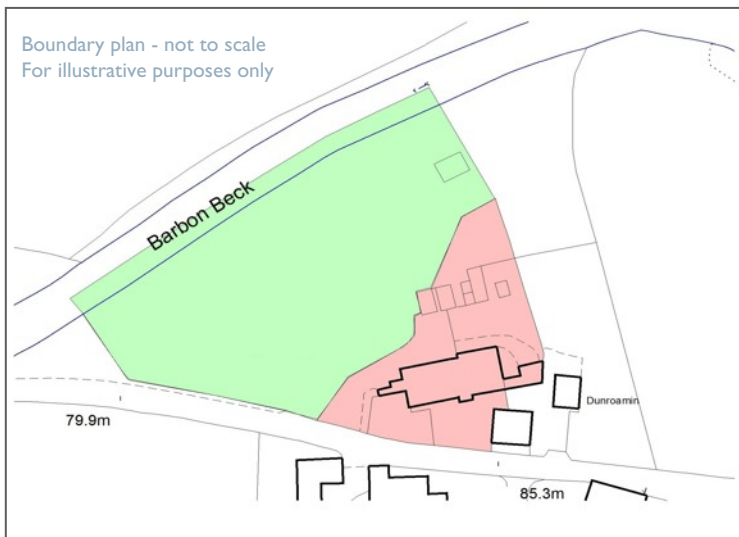 Boundary plan - not to scale
For illustrative purposes only
Barbon Beck
Dunroamin
79.9m
85.3m